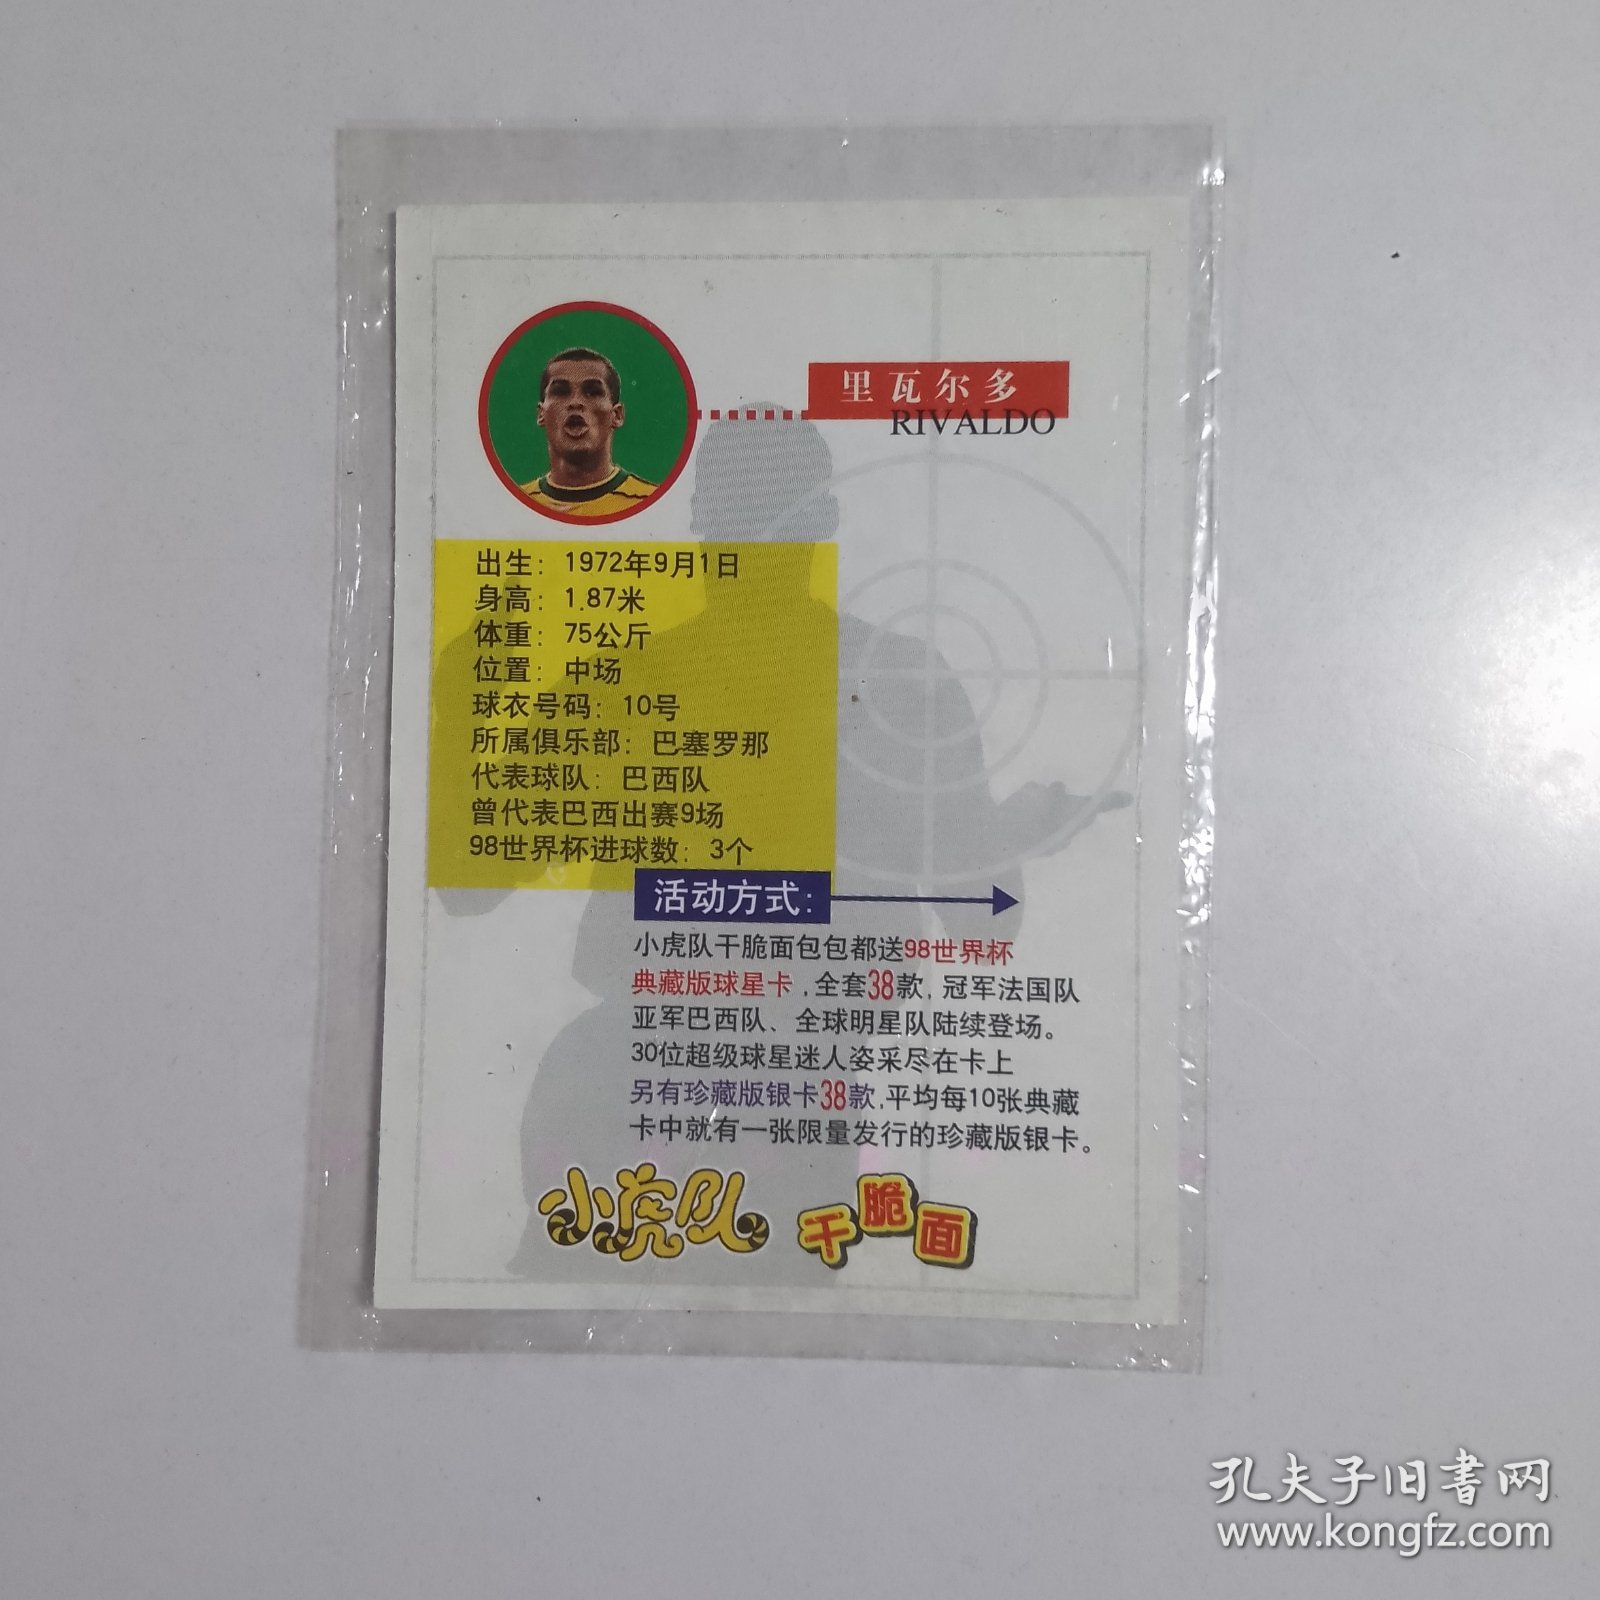 里瓦尔多
RIVALDO
出生：1972年9月1日
身高：1.87米
体重：75公斤
位置：中场
球衣号码：10号
所属俱乐部：巴塞罗那
代表球队：巴西队
曾代表巴西出赛9场
98世界杯进球数：3个
活动方式：
小虎队干脆面包包都送98世界杯
典藏版球星卡,全套38款,冠军法国队
亚军巴西队、全球明星队陆续登场。
30位超级球星迷人姿采尽在卡上
另有珍藏版银卡38款,平均每10张典藏
卡中就有一张限量发行的珍藏版银卡。
小虎队 干脆面
孔夫子旧书网
www.kongfz.com